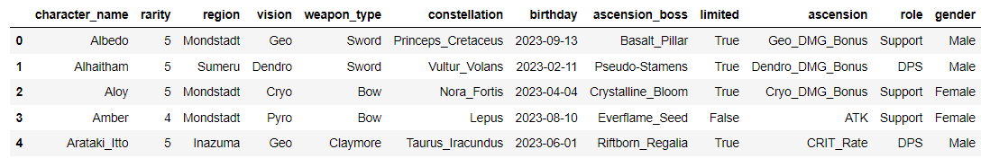 character_name rarity region vision weapon_type constellation birthday ascension_boss limited ascension role gender
0 Albedo 5 Mondstadt Geo Sword Princeps_Cretaceus 2023-09-13 Basalt_Pillar True Geo_DMG_Bonus Support Male
1 Alhaitham 5 Sumeru Dendro Sword Vultur_Volans 2023-02-11 Pseudo-Stamens True Dendro_DMG_Bonus DPS Male
2 Aloy 5 Mondstadt Cryo Bow Nora_Fortis 2023-04-04 Crystalline_Bloom True Cryo_DMG_Bonus Support Female
3 Amber 4 Mondstadt Pyro Bow Lepus 2023-08-10 Everflame_Seed False ATK Support Female
4 Arataki_Itto 5 Inazuma Geo Claymore Taurus_Iracundus 2023-06-01 Riftborn_Regalia True CRIT_Rate DPS Male